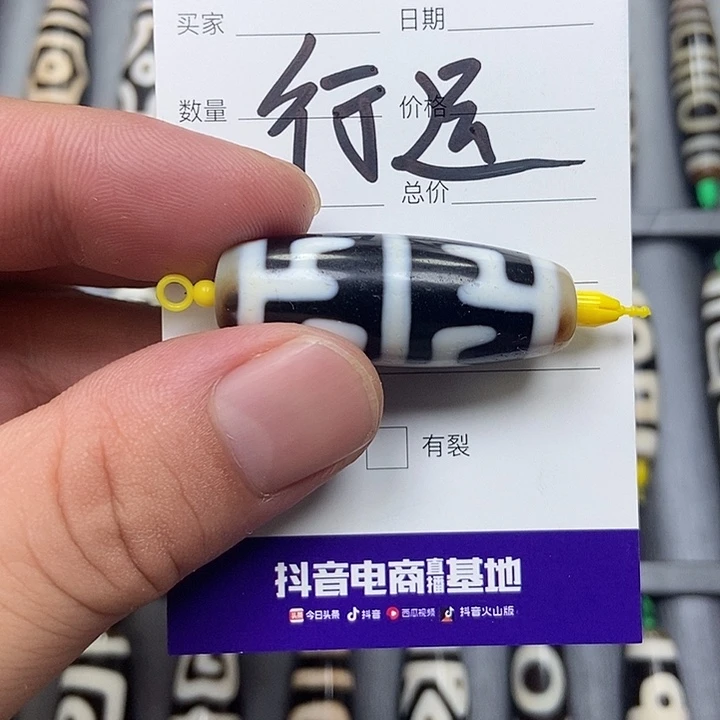 买家 日期
行运
数量 价格
总价
有裂
抖音电商直播基地
今日头条 抖音 西瓜视频 抖音火山版